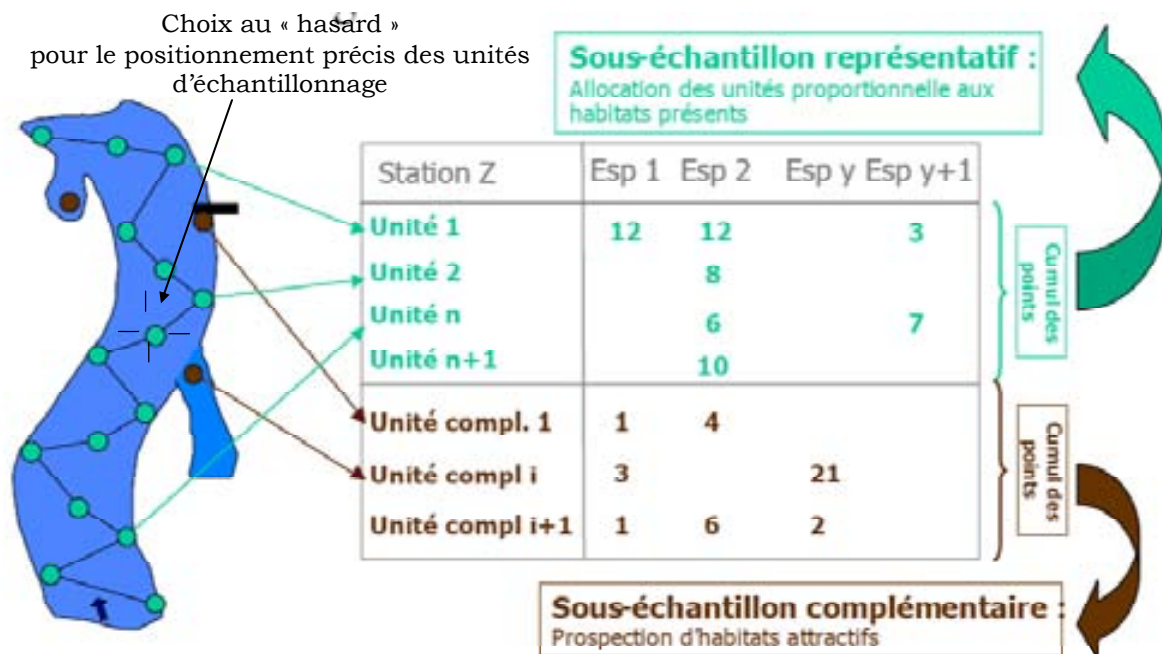 Choix au « hasard »
pour le positionnement précis des unités
d'échantillonnage
Sous-échantillon représentatif :
Allocation des unités proportionnelle aux
habitats présents
Station Z Esp 1 Esp 2 Esp y Esp y+1
Unité 1 12 12 3
Unité 2 8
Unité n 6 7
Unité n+1 10
Cumul des
points
Unité compl. 1 1 4
Unité compl i 3 21
Unité compl i+1 1 6 2
Cumul des
points
Sous-échantillon complémentaire :
Prospection d'habitats attractifs